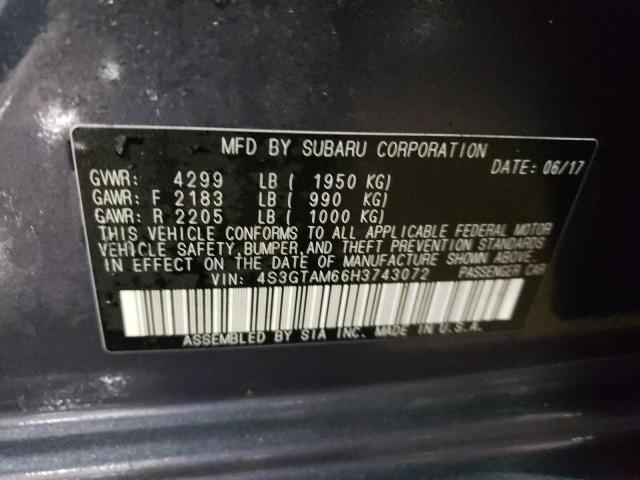 MFD BY SUBARU CORPORATION
DATE: 06/17
GVWR: 4299 LB ( 1950 KG)
GAWR: F 2183 LB ( 990 KG)
GAWR: R 2205 LB ( 1000 KG)
THIS VEHICLE CONFORMS TO ALL APPLICABLE FEDERAL MOTOR
VEHICLE SAFETY, BUMPER, AND THEFT PREVENTION STANDARDS
IN EFFECT ON THE DATE OF MANUFACTURE SHOWN ABOVE.
VIN: 4S3GTAM66H3743072 PASSENGER CAR
ASSEMBLED BY SIA INC. MADE IN U.S.A.